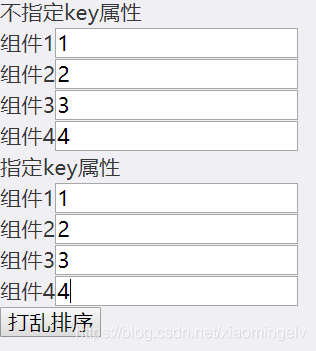 不指定key属性
组件1 1
组件2 2
组件3 3
组件4 4
指定key属性
组件1 1
组件2 2
组件3 3
组件4 4
打乱排序
https://blog.csdn.net/xiaomingelv